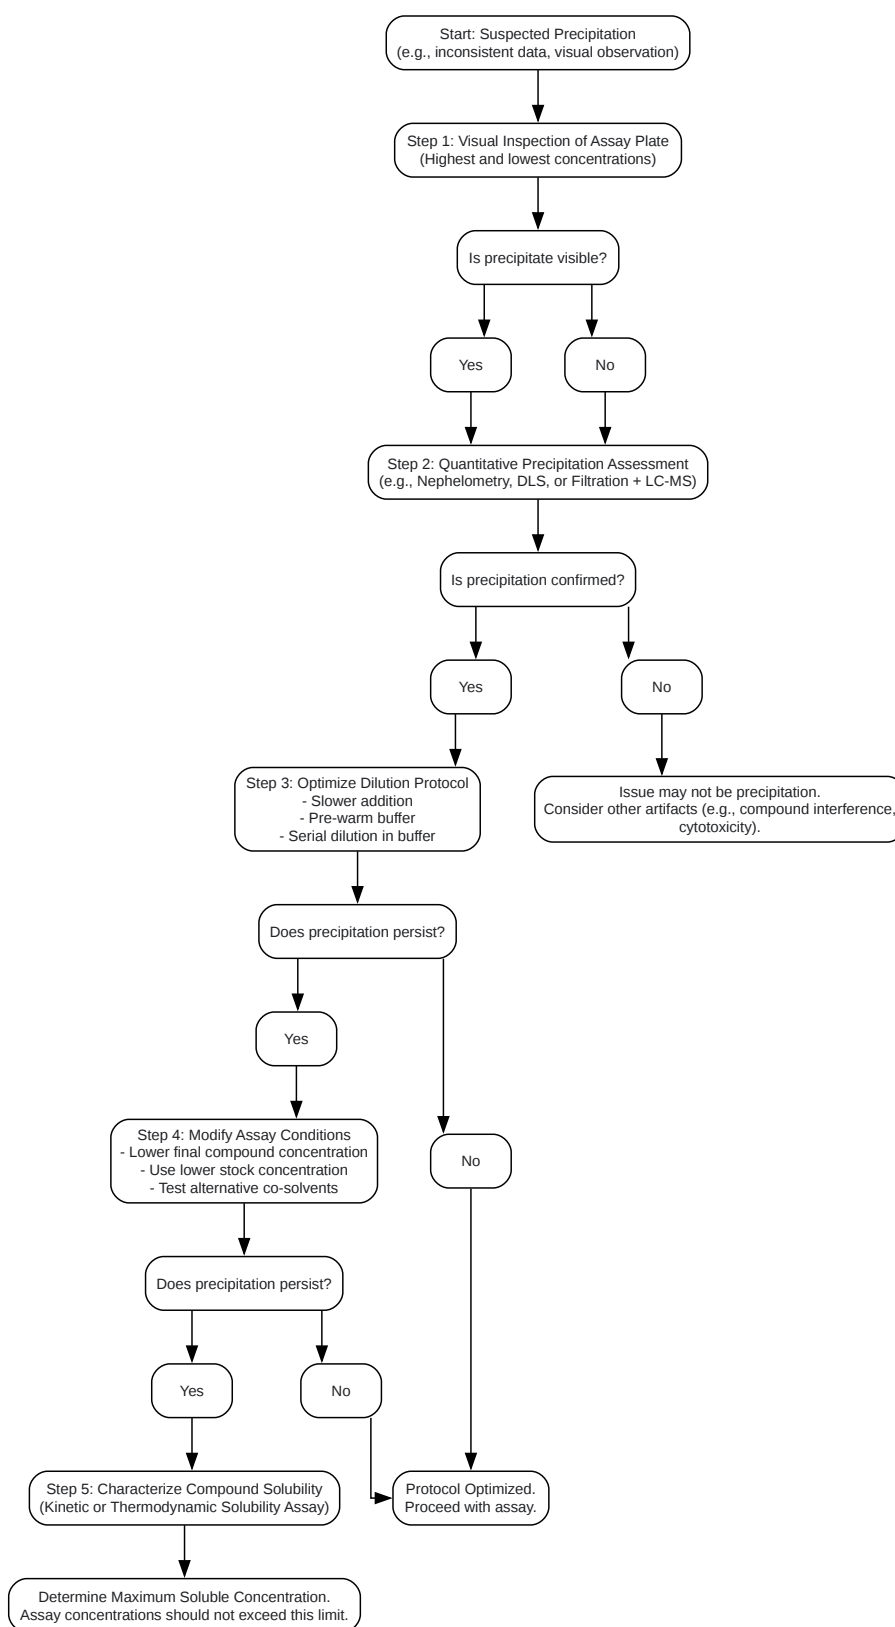 Start: Suspected Precipitation
(e.g., inconsistent data, visual observation)
Step 1: Visual Inspection of Assay Plate
(Highest and lowest concentrations)
Is precipitate visible?
Yes
No
Step 2: Quantitative Precipitation Assessment
(e.g., Nephelometry, DLS, or Filtration + LC-MS)
Is precipitation confirmed?
Yes
No
Step 3: Optimize Dilution Protocol
- Slower addition
- Pre-warm buffer
- Serial dilution in buffer
Issue may not be precipitation.
Consider other artifacts (e.g., compound interference,
cytotoxicity).
Does precipitation persist?
Yes
Step 4: Modify Assay Conditions
- Lower final compound concentration
- Use lower stock concentration
- Test alternative co-solvents
No
Does precipitation persist?
Yes
No
Step 5: Characterize Compound Solubility
(Kinetic or Thermodynamic Solubility Assay)
Protocol Optimized.
Proceed with assay.
Determine Maximum Soluble Concentration.
Assay concentrations should not exceed this limit.